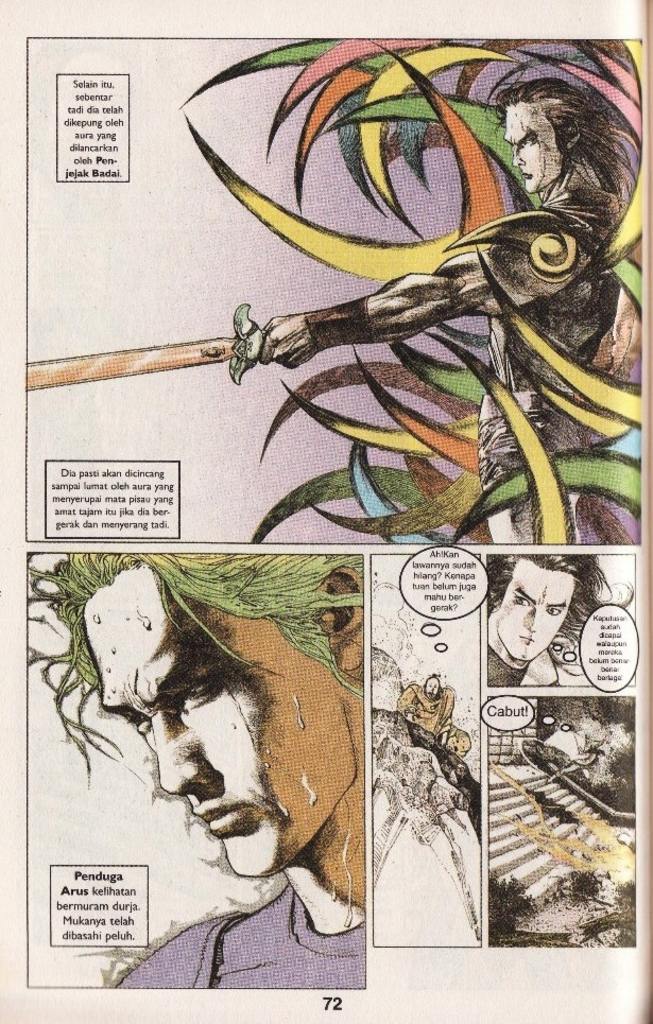 Selain itu,
sebentar
tadi dia telah
dikepung oleh
aura yang
dilancarkan
oleh Pen-
jejak Badai.
Dia pasti akan dicincang
sampai lumat oleh aura yang
menyerupai mata pisau yang
amat tajam itu jika dia ber-
gerak dan menyerang tadi.
Penduga
Arus kelihatan
bermuram durja.
Mukanya telah
dibasahi peluh.
Ah!Kan
lawannya sudah
hilang? Kenapa
tuan belum juga
mahu ber-
gerak?
Keputusan
sudah
dicapai
walaupun
mereka
belum benar
benar
berlaga!
Cabut!
72